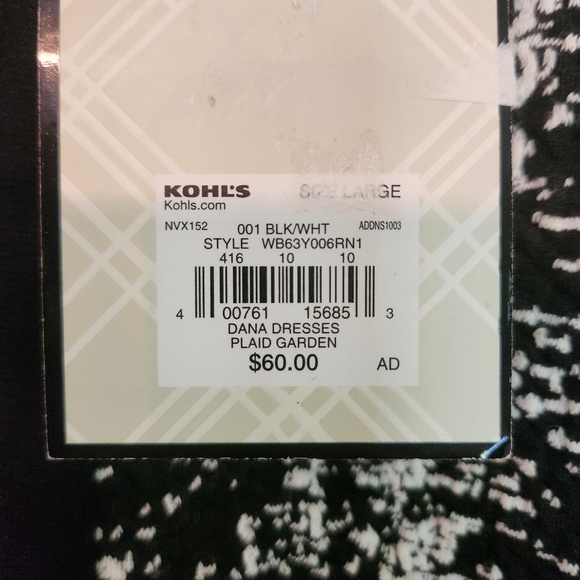 KOHL'S SIZE LARGE
Kohls.com
NVX152 001 BLK/WHT ADDNS1003
STYLE WB63Y006RN1
416 10 10
4 00761 15685 3
DANA DRESSES
PLAID GARDEN
$60.00 AD